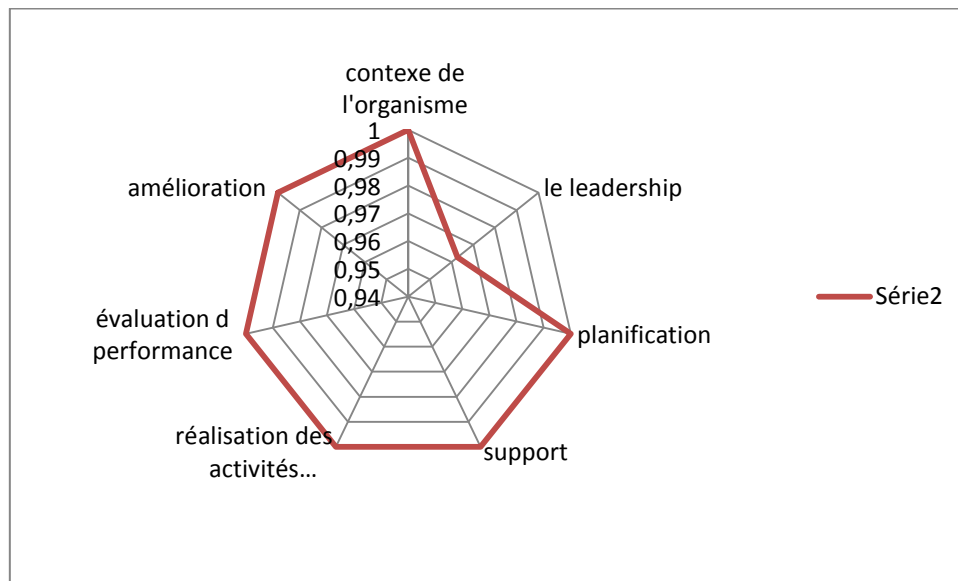 contexe de
l'organisme
1
0,99
0,98
0,97
0,96
0,95
0,94
le leadership
planification
support
réalisation des
activités…
évaluation d
performance
amélioration
Série2